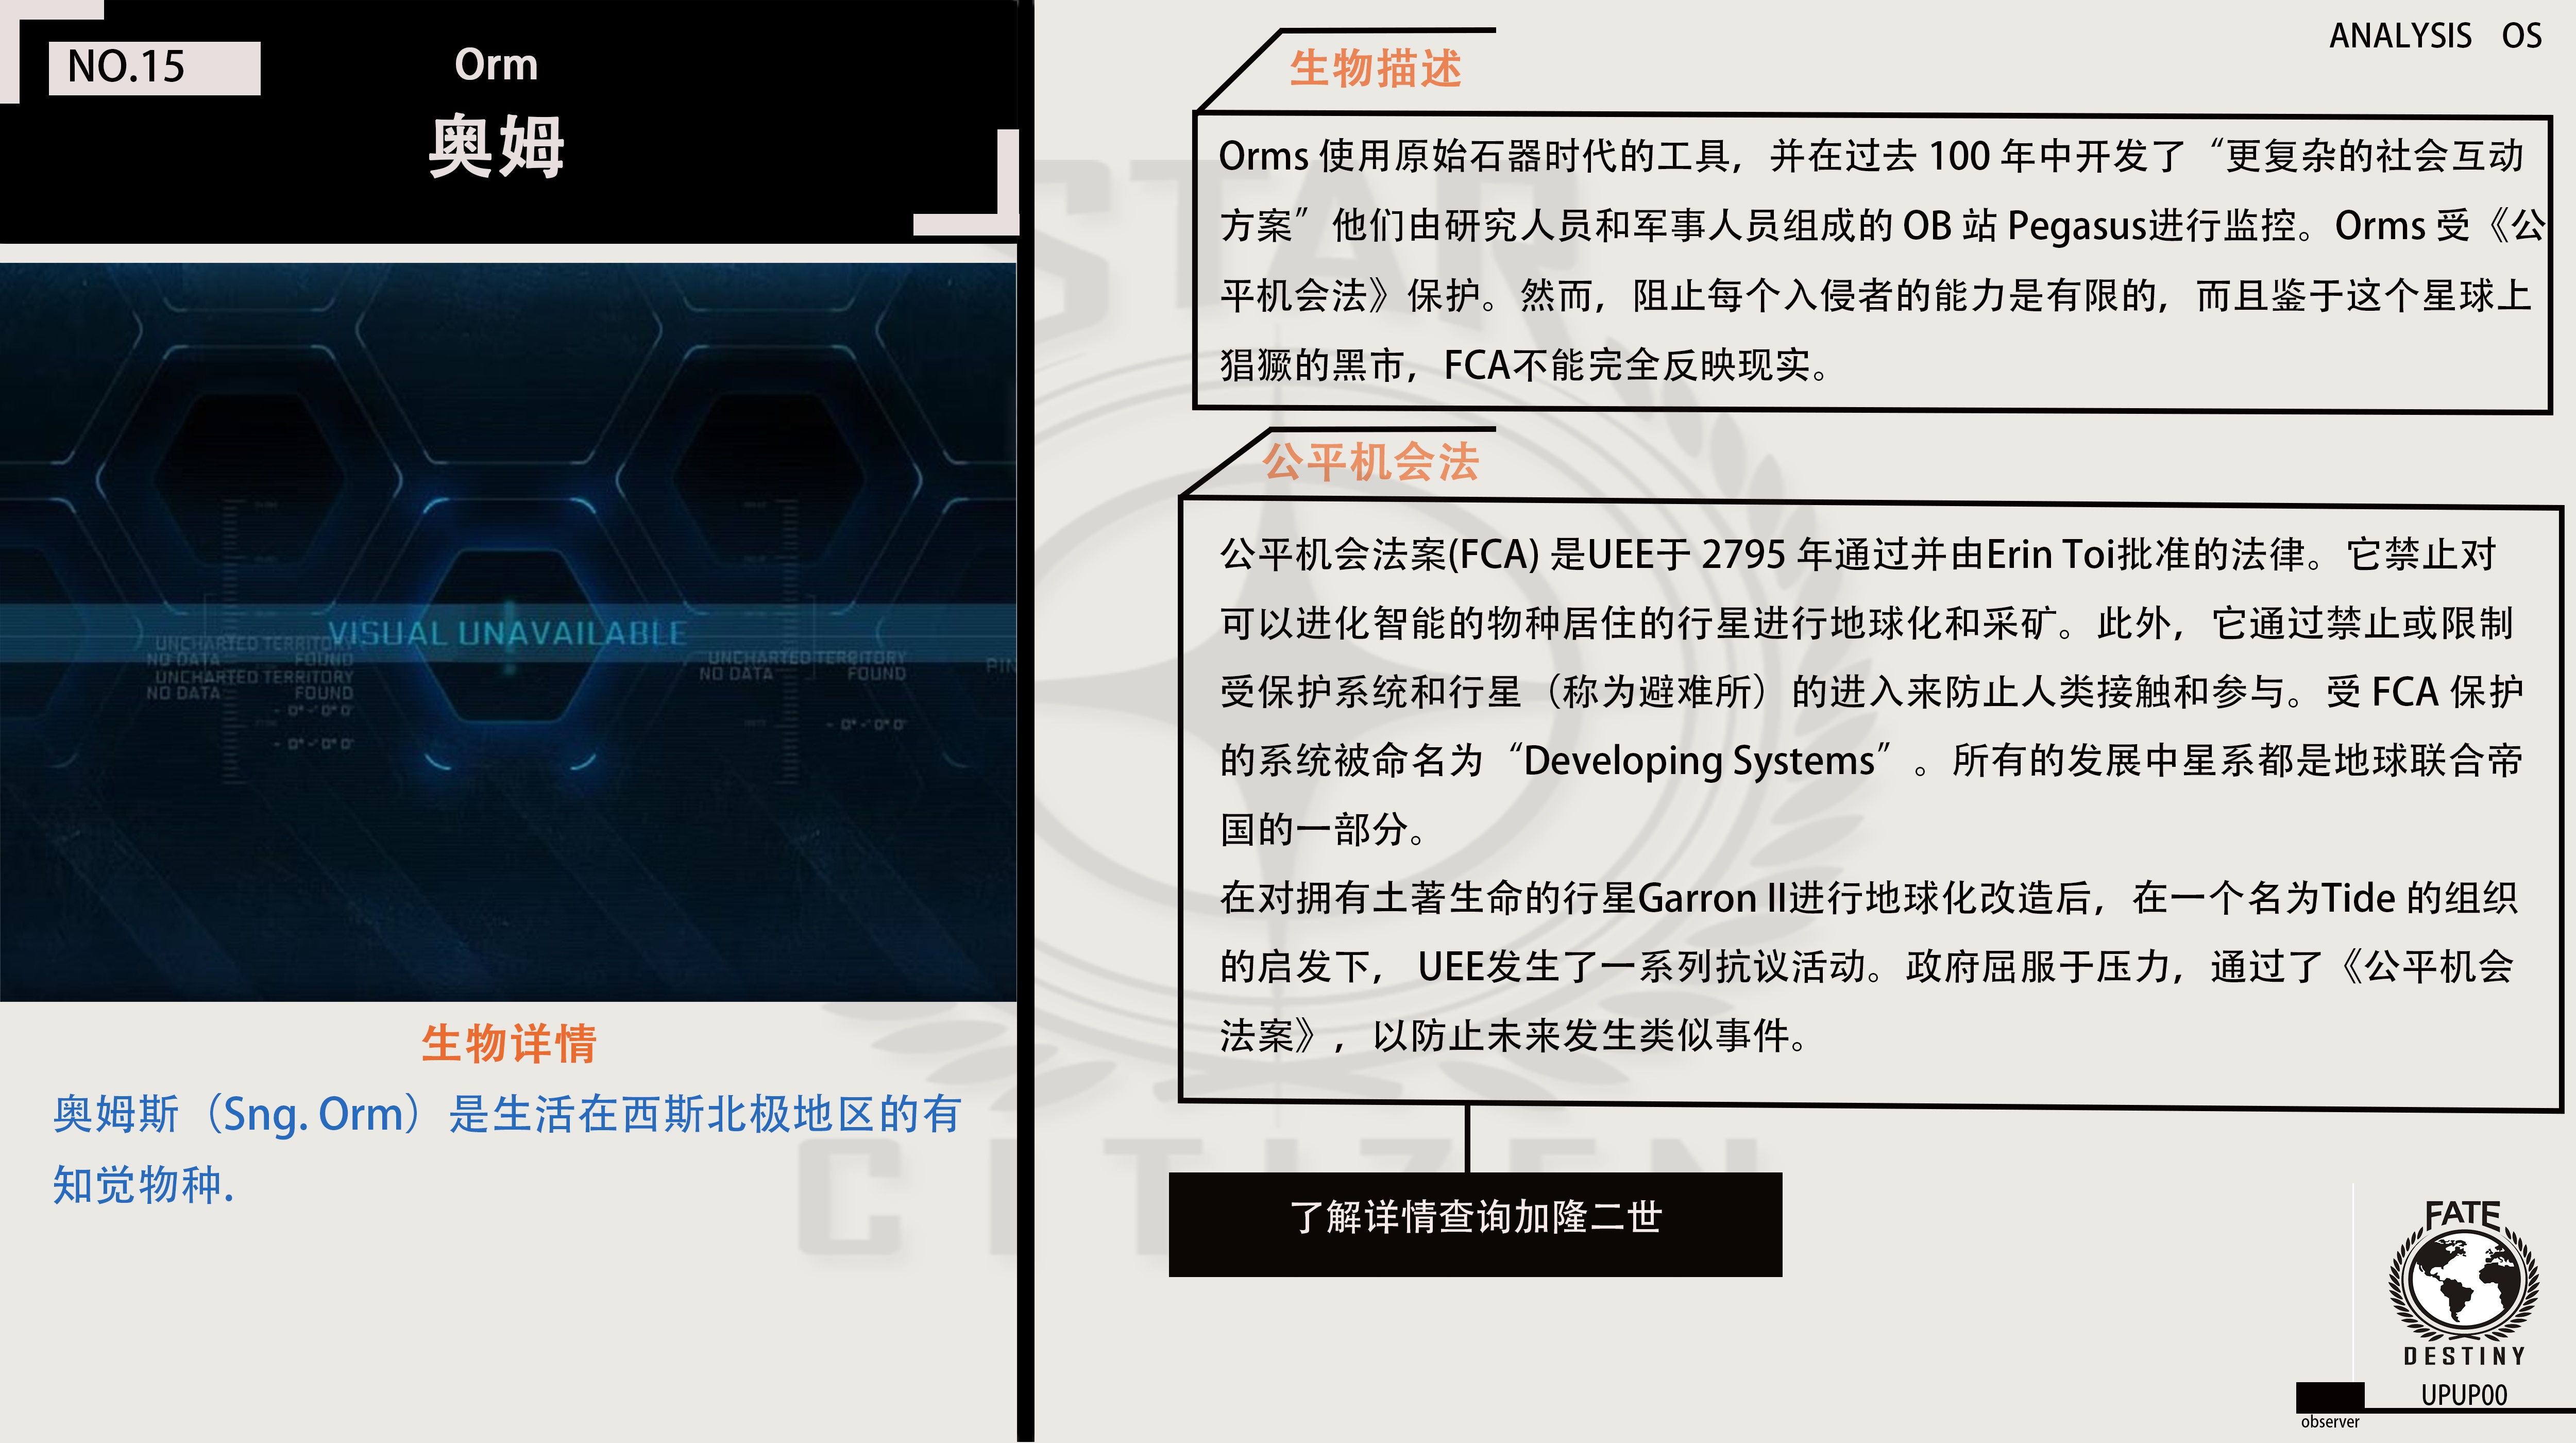 NO.15
Orm
奥姆
VISUAL UNAVAILABLE
UNCHARTED TERRITORY
NO DATA FOUND
UNCHARTED TERRITORY
NO DATA FOUND
UNCHARTED TERRITORY
NO DATA FOUND
PIN
生物详情
奥姆斯（Sng. Orm）是生活在西斯北极地区的有
知觉物种.
ANALYSIS OS
生物描述
Orms 使用原始石器时代的工具，并在过去 100 年中开发了“更复杂的社会互动
方案”他们由研究人员和军事人员组成的 OB 站 Pegasus进行监控。Orms 受《公
平机会法》保护。然而，阻止每个入侵者的能力是有限的，而且鉴于这个星球上
猖獗的黑市，FCA不能完全反映现实。
公平机会法
公平机会法案(FCA) 是UEE于 2795 年通过并由Erin Toi批准的法律。它禁止对
可以进化智能的物种居住的行星进行地球化和采矿。此外，它通过禁止或限制
受保护系统和行星（称为避难所）的进入来防止人类接触和参与。受 FCA 保护
的系统被命名为“Developing Systems”。所有的发展中星系都是地球联合帝
国的一部分。
在对拥有土著生命的行星Garron II进行地球化改造后，在一个名为Tide 的组织
的启发下， UEE发生了一系列抗议活动。政府屈服于压力，通过了《公平机会
法案》，以防止未来发生类似事件。
了解详情查询加隆二世
STAR
CITIZEN
FATE
DESTINY
UPUP00
observer